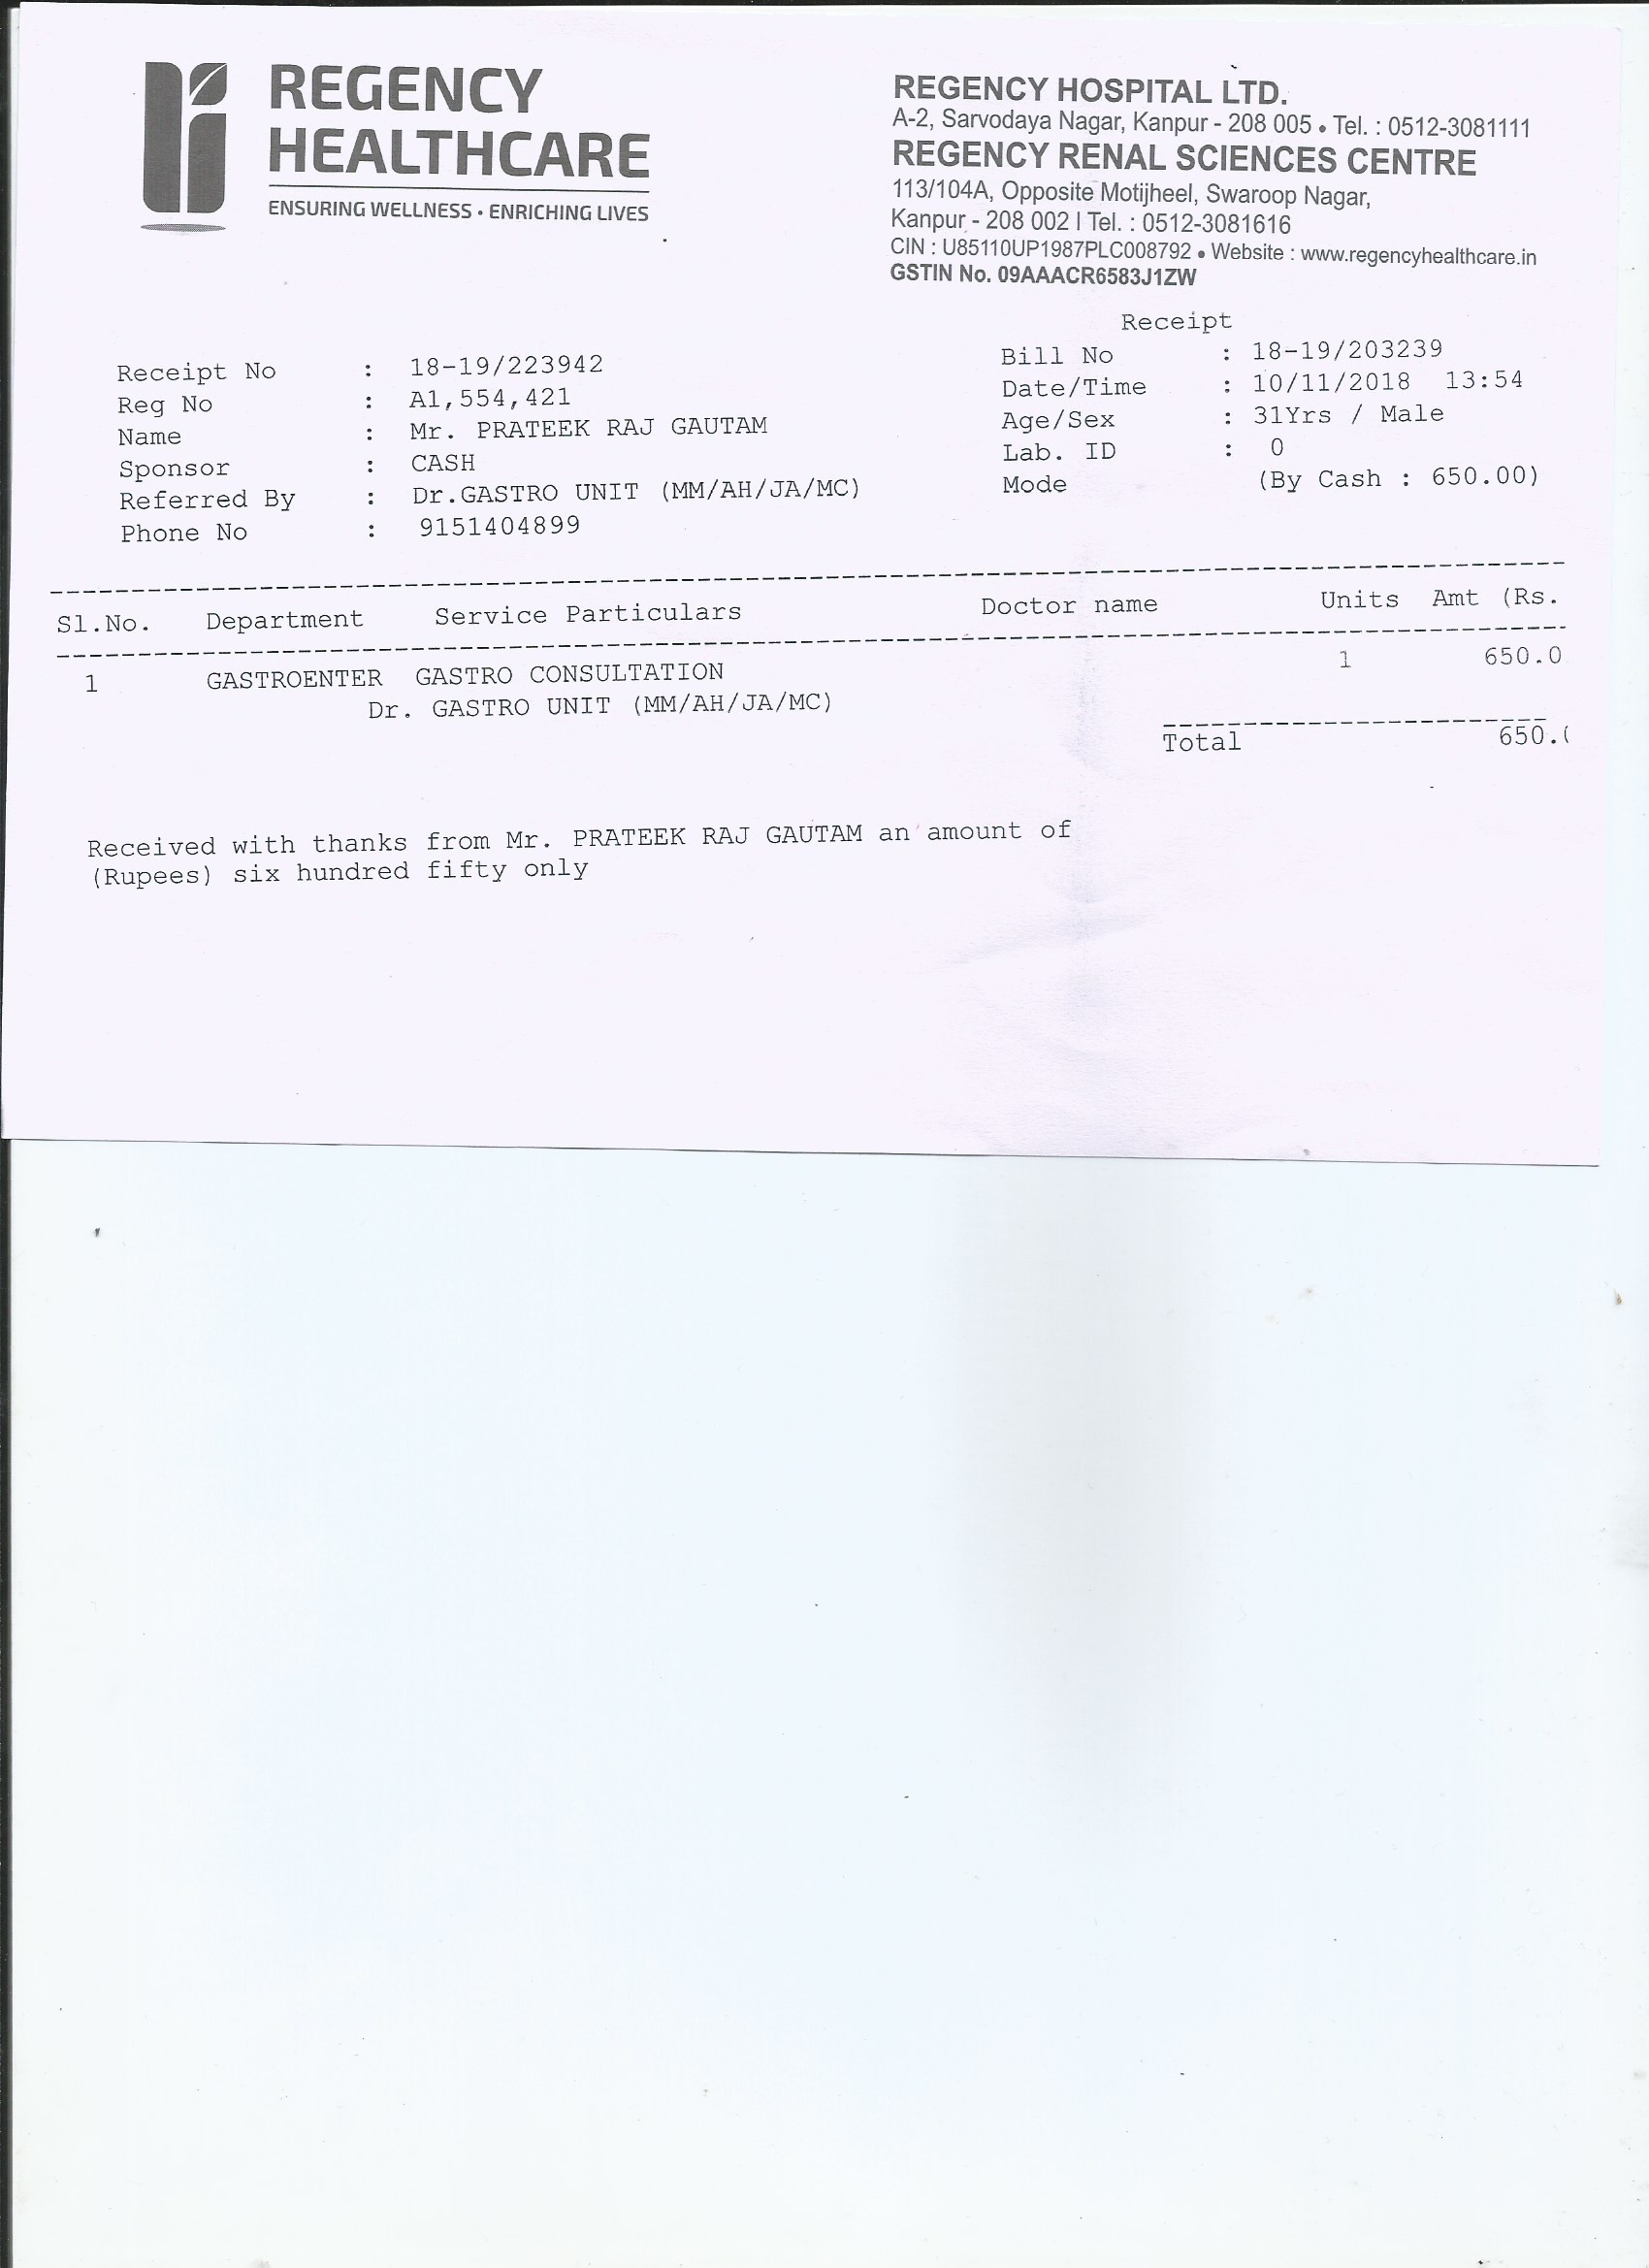 REGENCY
HEALTHCARE
ENSURING WELLNESS • ENRICHING LIVES
REGENCY HOSPITAL LTD.
A-2, Sarvodaya Nagar, Kanpur - 208 005 • Tel. : 0512-3081111
REGENCY RENAL SCIENCES CENTRE
113/104A, Opposite Motijheel, Swaroop Nagar,
Kanpur - 208 002 I Tel. : 0512-3081616
CIN : U85110UP1987PLC008792 • Website : www.regencyhealthcare.in
GSTIN No. 09AAACR6583J1ZW
Receipt
Receipt No : 18-19/223942 Bill No : 18-19/203239
Reg No : A1,554,421 Date/Time : 10/11/2018 13:54
Name : Mr. PRATEEK RAJ GAUTAM Age/Sex : 31Yrs / Male
Sponsor : CASH Lab. ID : 0
Referred By : Dr.GASTRO UNIT (MM/AH/JA/MC) Mode (By Cash : 650.00)
Phone No : 9151404899
Sl.No. Department Service Particulars Doctor name Units Amt (Rs.
1 GASTROENTER GASTRO CONSULTATION 1 650.0
Dr. GASTRO UNIT (MM/AH/JA/MC)
Total 650.(
Received with thanks from Mr. PRATEEK RAJ GAUTAM an amount of
(Rupees) six hundred fifty only